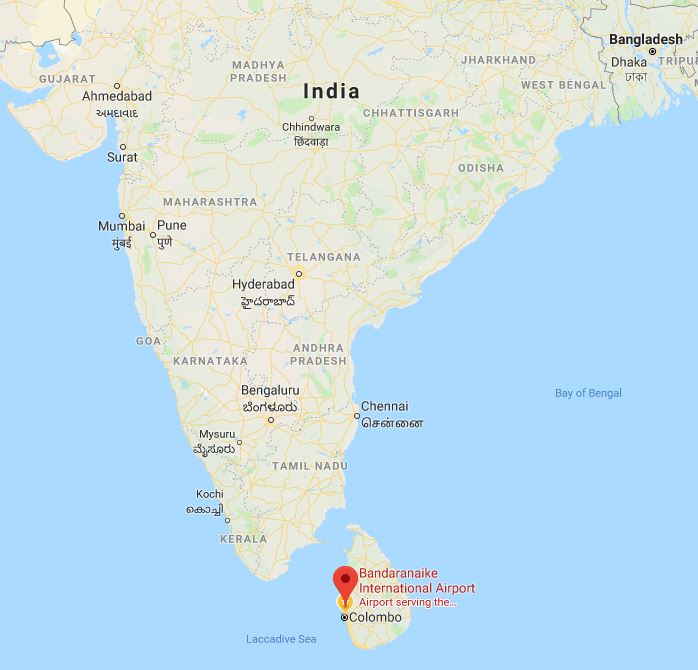 Bangladesh
Dhaka
ঢাকা
GUJARAT
Ahmedabad
અમદાવાદ
MADHYA
PRADESH
India
JHARKHAND
WEST BENGAL
CHHATTISGARH
Chhindwara
छिंदवाड़ा
Surat
ODISHA
MAHARASHTRA
Mumbai
मुंबई
Pune
पुणे
TELANGANA
Hyderabad
హైదరాబాద్
GOA
KARNATAKA
ANDHRA
PRADESH
Bay of Bengal
Bengaluru
ಬೆಂಗಳೂರು
Chennai
சென்னை
Mysuru
ಮೈಸೂರು
TAMIL NADU
Kochi
കൊച്ചി
KERALA
Bandaranaike
International Airport
Airport serving the...
Colombo
Laccadive Sea